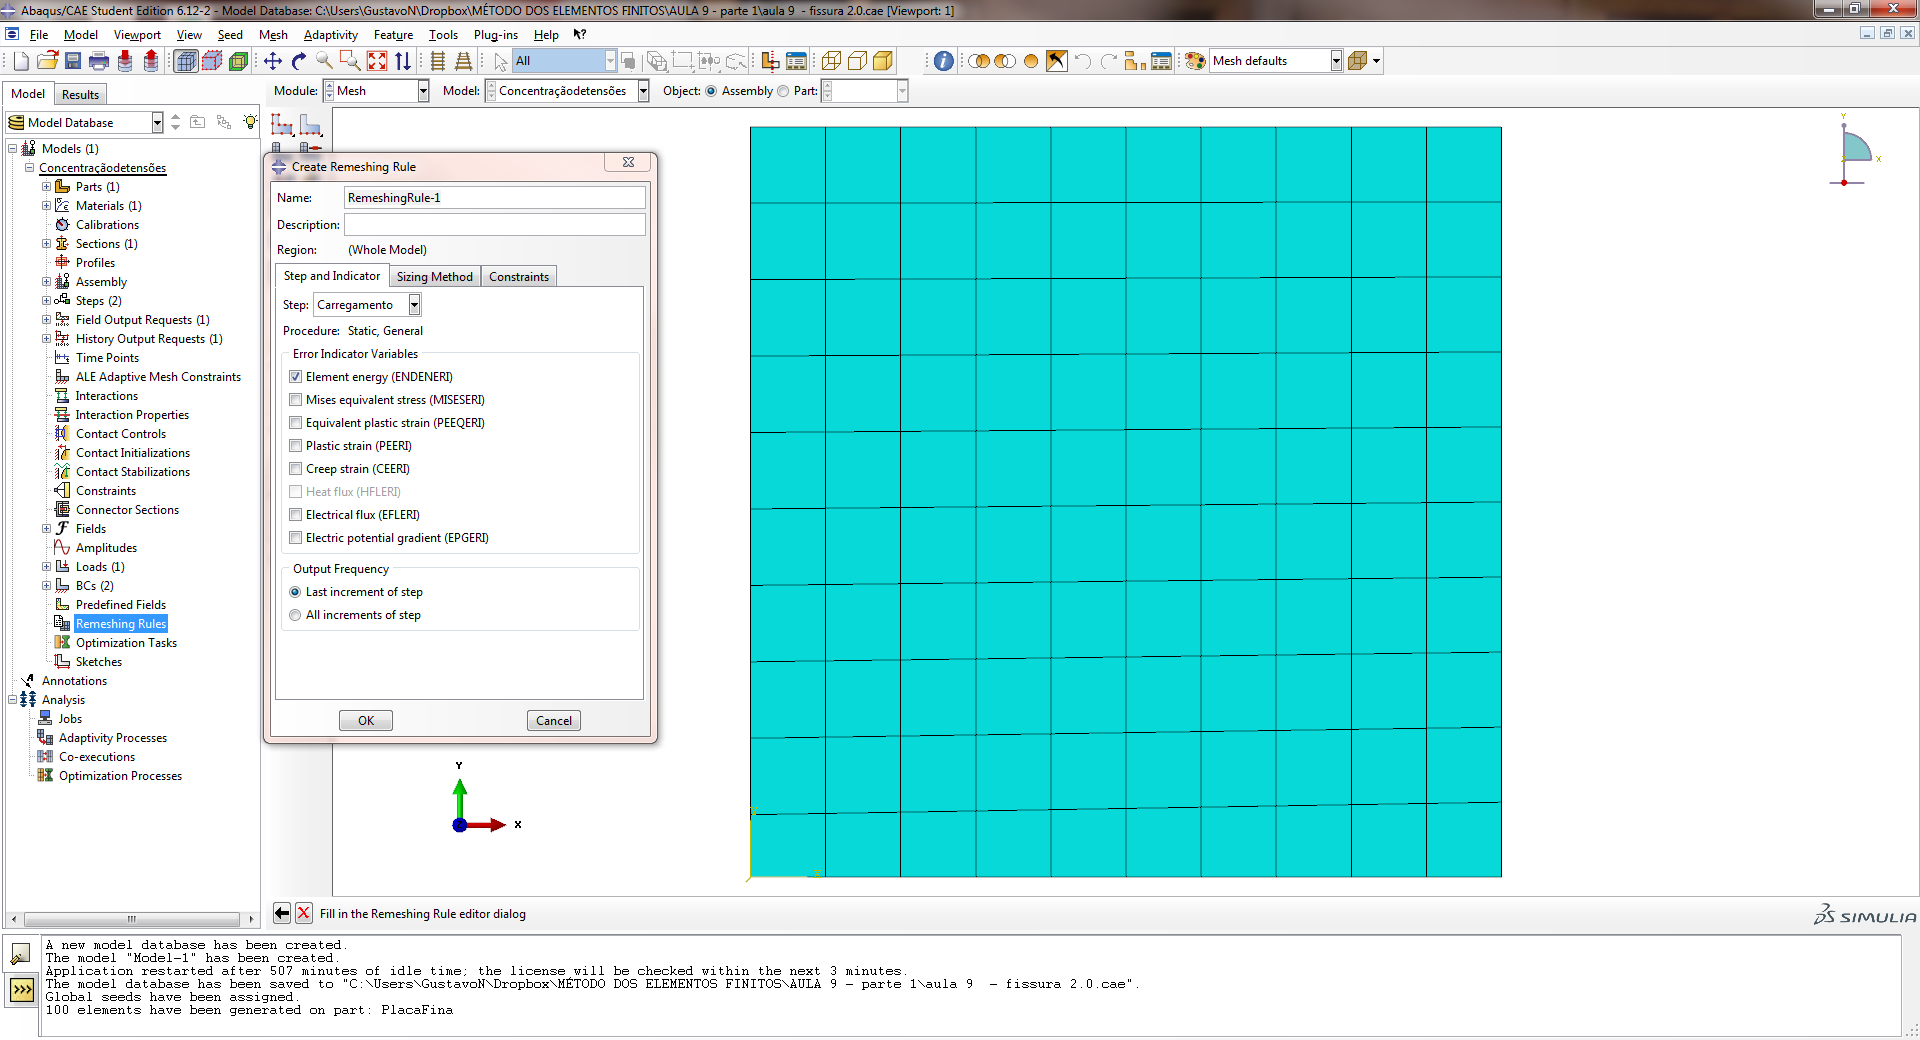 Abaqus/CAE Student Edition 6.12-2 - Model Database: C:\Users\GustavoN\Dropbox\MÉTODO DOS ELEMENTOS FINITOS\AULA 9 - parte 1\aula 9  - fissura 2.0.cae [Viewport: 1]
File Model Viewport View Seed Mesh Adaptivity Feature Tools Plug-ins Help
All
Mesh defaults
Model Results
Module: Mesh Model: Concentraçãodetensões Object: Assembly Part:
Model Database
Models (1)
Concentraçãodetensões
Parts (1)
Materials (1)
Calibrations
Sections (1)
Profiles
Assembly
Steps (2)
Field Output Requests (1)
History Output Requests (1)
Time Points
ALE Adaptive Mesh Constraints
Interactions
Interaction Properties
Contact Controls
Contact Initializations
Contact Stabilizations
Constraints
Connector Sections
Fields
Amplitudes
Loads (1)
BCs (2)
Predefined Fields
Remeshing Rules
Optimization Tasks
Sketches
Annotations
Analysis
Jobs
Adaptivity Processes
Co-executions
Optimization Processes
Create Remeshing Rule
Name: RemeshingRule-1
Description:
Region: (Whole Model)
Step and Indicator Sizing Method Constraints
Step: Carregamento
Procedure: Static, General
Error Indicator Variables
Element energy (ENDENERI)
Mises equivalent stress (MISESERI)
Equivalent plastic strain (PEEQERI)
Plastic strain (PEERI)
Creep strain (CEERI)
Heat flux (HFLERI)
Electrical flux (EFLERI)
Electric potential gradient (EPGERI)
Output Frequency
Last increment of step
All increments of step
OK Cancel
Y
X
Y
X
Fill in the Remeshing Rule editor dialog
SIMULIA
A new model database has been created.
The model "Model-1" has been created.
Application restarted after 507 minutes of idle time; the license will be checked within the next 3 minutes.
The model database has been saved to "C:\Users\GustavoN\Dropbox\MÉTODO DOS ELEMENTOS FINITOS\AULA 9 - parte 1\aula 9  - fissura 2.0.cae".
Global seeds have been assigned.
100 elements have been generated on part: PlacaFina